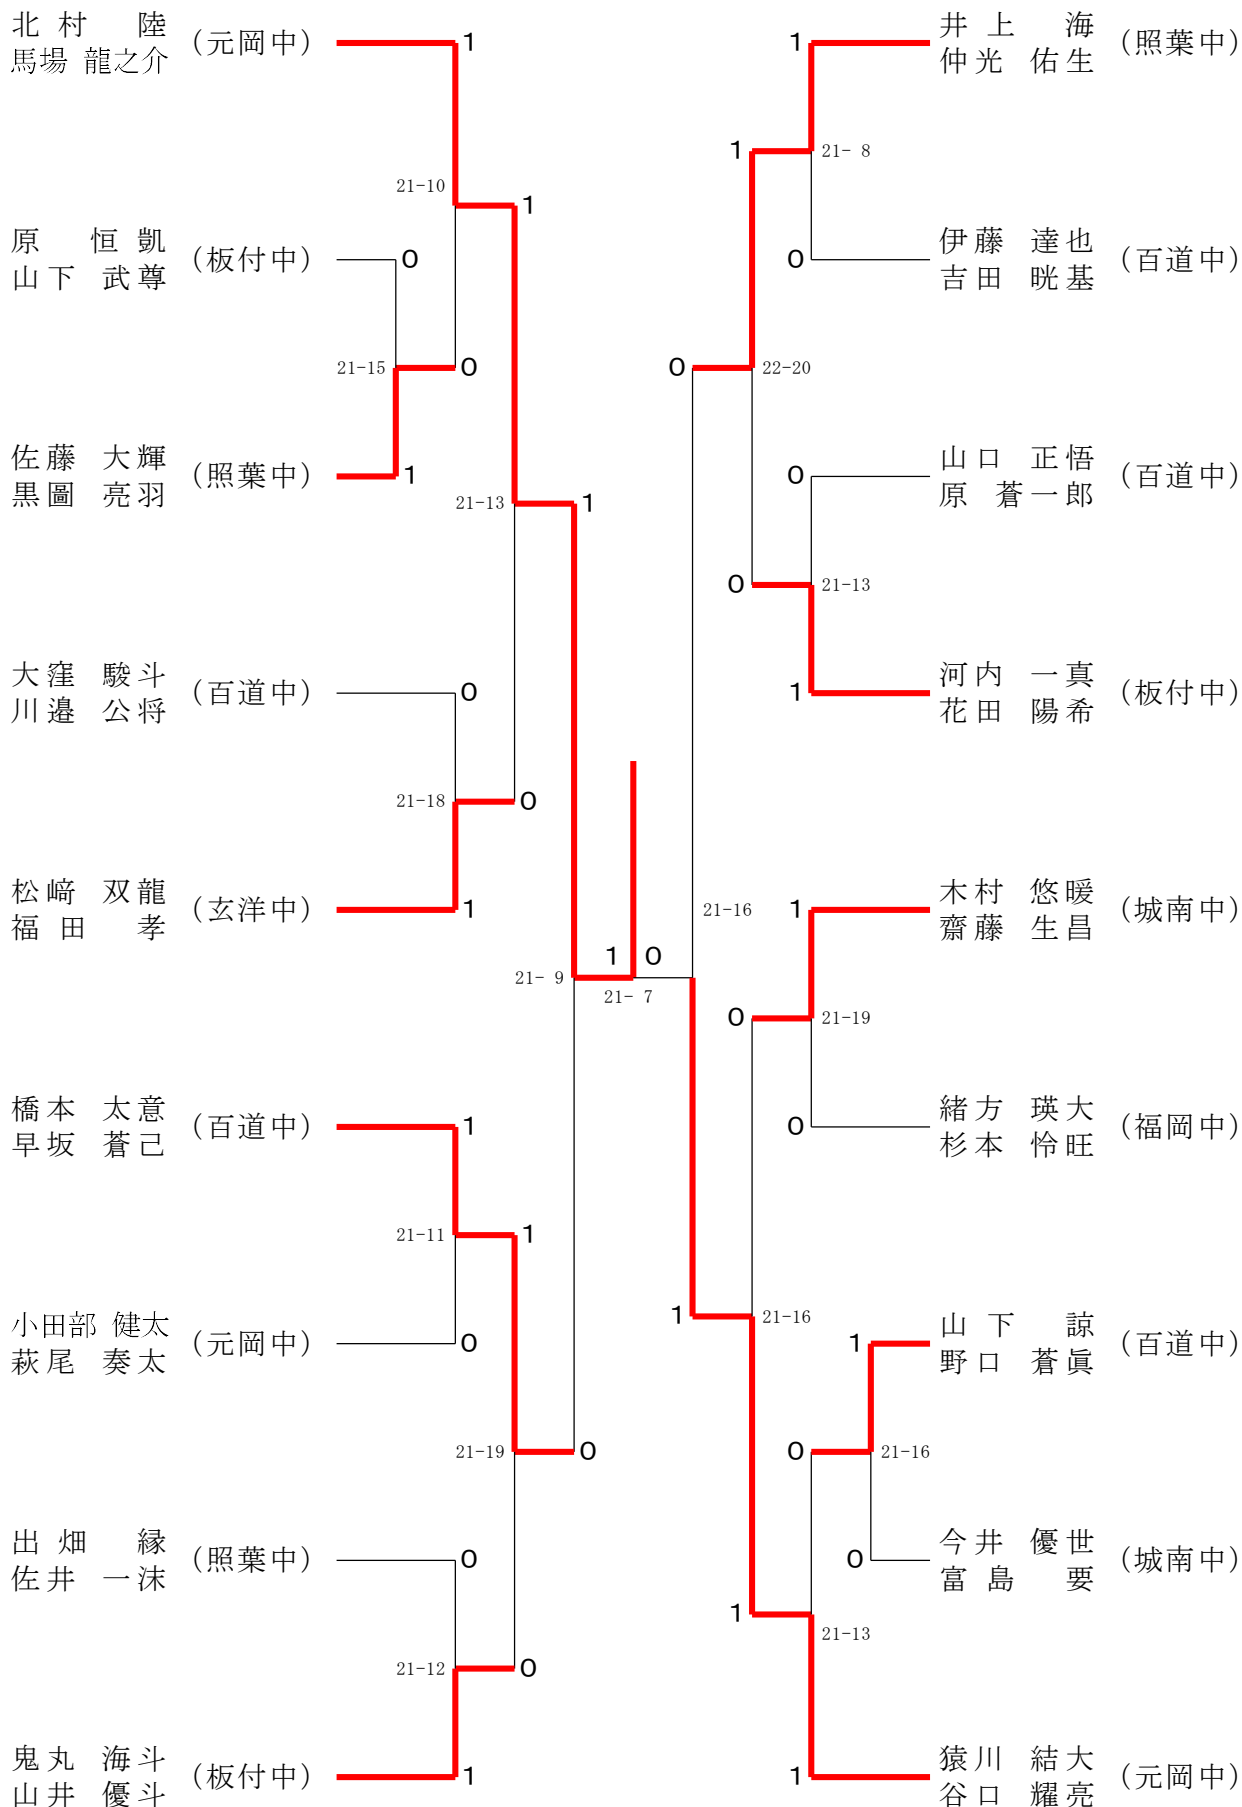 北村 陸
馬場 龍之介
(元岡中)
1
21-10
1
原 恒凱
山下 武尊
(板付中)
0
21-15
0
佐藤 大輝
黒圖 亮羽
(照葉中)
1
21-13
1
大窪 駿斗
川邉 公将
(百道中)
0
21-18
0
松﨑 双龍
福田 孝
(玄洋中)
1
21- 9
1 0
21- 7
橋本 太意
早坂 蒼己
(百道中)
1
21-11
1
小田部 健太
萩尾 奏太
(元岡中)
0
21-19
0
出畑 縁
佐井 一沫
(照葉中)
0
21-12
0
鬼丸 海斗
山井 優斗
(板付中)
1
1
井上 海
仲光 佑生
(照葉中)
1
21- 8
0
伊藤 達也
吉田 晄基
(百道中)
0
22-20
0
山口 正悟
原 蒼一郎
(百道中)
0
21-13
1
河内 一真
花田 陽希
(板付中)
21-16
1
木村 悠暖
齋藤 生昌
(城南中)
0
21-19
0
緒方 瑛大
杉本 怜旺
(福岡中)
1
21-16
1
山下 諒
野口 蒼眞
(百道中)
0
21-16
0
今井 優世
富島 要
(城南中)
1
21-13
1
猿川 結大
谷口 耀亮
(元岡中)